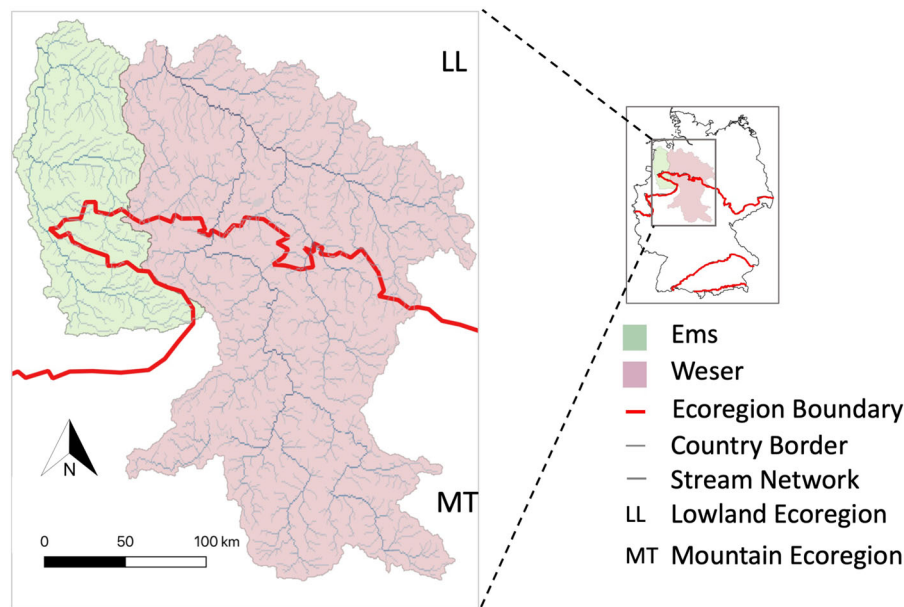 LL
MT
N
0 50 100 km
Ems
Weser
Ecoregion Boundary
Country Border
Stream Network
LL Lowland Ecoregion
MT Mountain Ecoregion